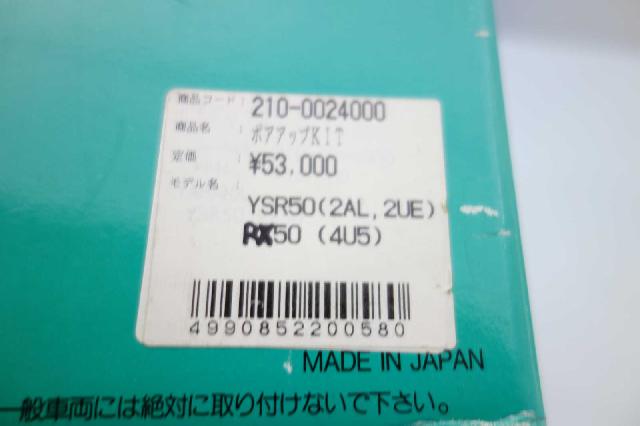 商品コード: 210-0024000
商品名: ボアアップKIT
定価: ¥53.000
モデル名: YSR50(2AL,2UE)
RX50 (4U5)
4990852200580
MADE IN JAPAN
一般車両には絶対に取り付けないで下さい。